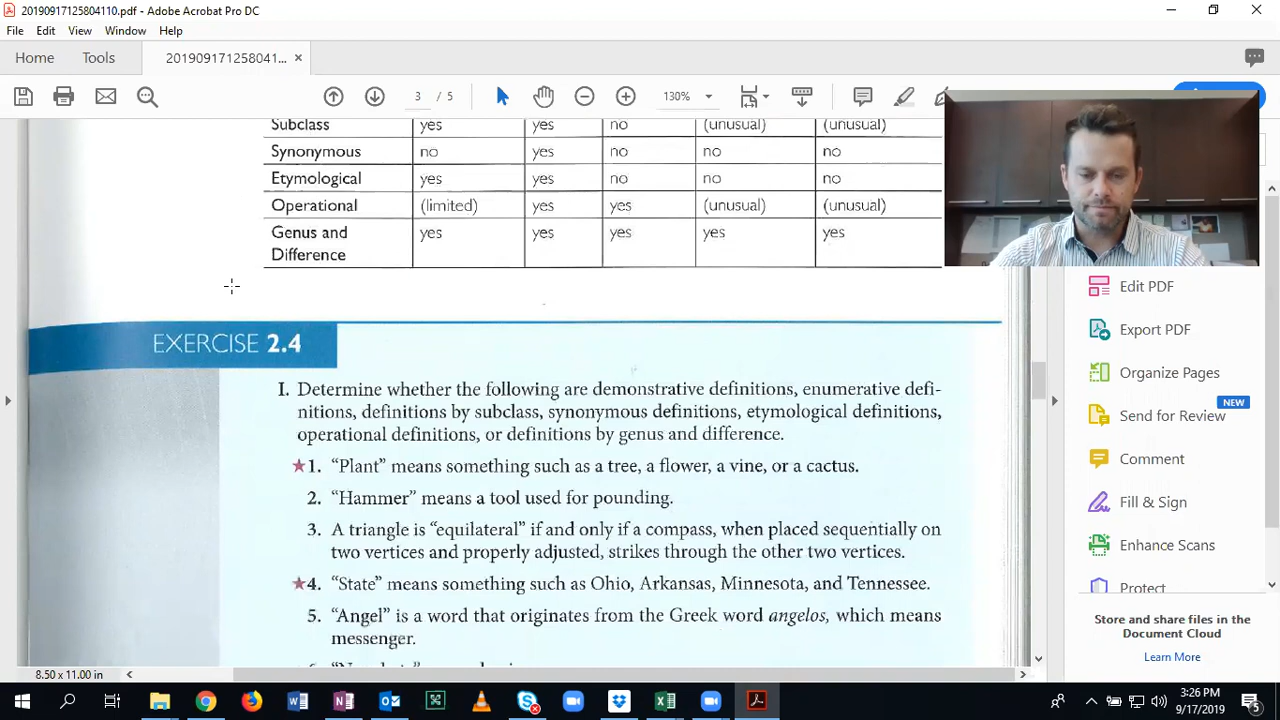 20190917125804110.pdf - Adobe Acrobat Pro DC
File Edit View Window Help
Home Tools 20190917125804​1... ×
3 / 5 130%
Subclass yes yes no (unusual) (unusual)
Synonymous no yes no no no
Etymological yes yes no no no
Operational (limited) yes yes (unusual) (unusual)
Genus and yes yes yes yes yes
Difference
EXERCISE 2.4
I. Determine whether the following are demonstrative definitions, enumerative defi-
nitions, definitions by subclass, synonymous definitions, etymological definitions,
operational definitions, or definitions by genus and difference.
★1. “Plant” means something such as a tree, a flower, a vine, or a cactus.
2. “Hammer” means a tool used for pounding.
3. A triangle is “equilateral” if and only if a compass, when placed sequentially on
two vertices and properly adjusted, strikes through the other two vertices.
★4. “State” means something such as Ohio, Arkansas, Minnesota, and Tennessee.
5. “Angel” is a word that originates from the Greek word angelos, which means
messenger.
Edit PDF
Export PDF
Organize Pages
NEW
Send for Review
Comment
Fill & Sign
Enhance Scans
Protect
Store and share files in the
Document Cloud
Learn More
8.50 x 11.00 in
3:26 PM
9/17/2019
5